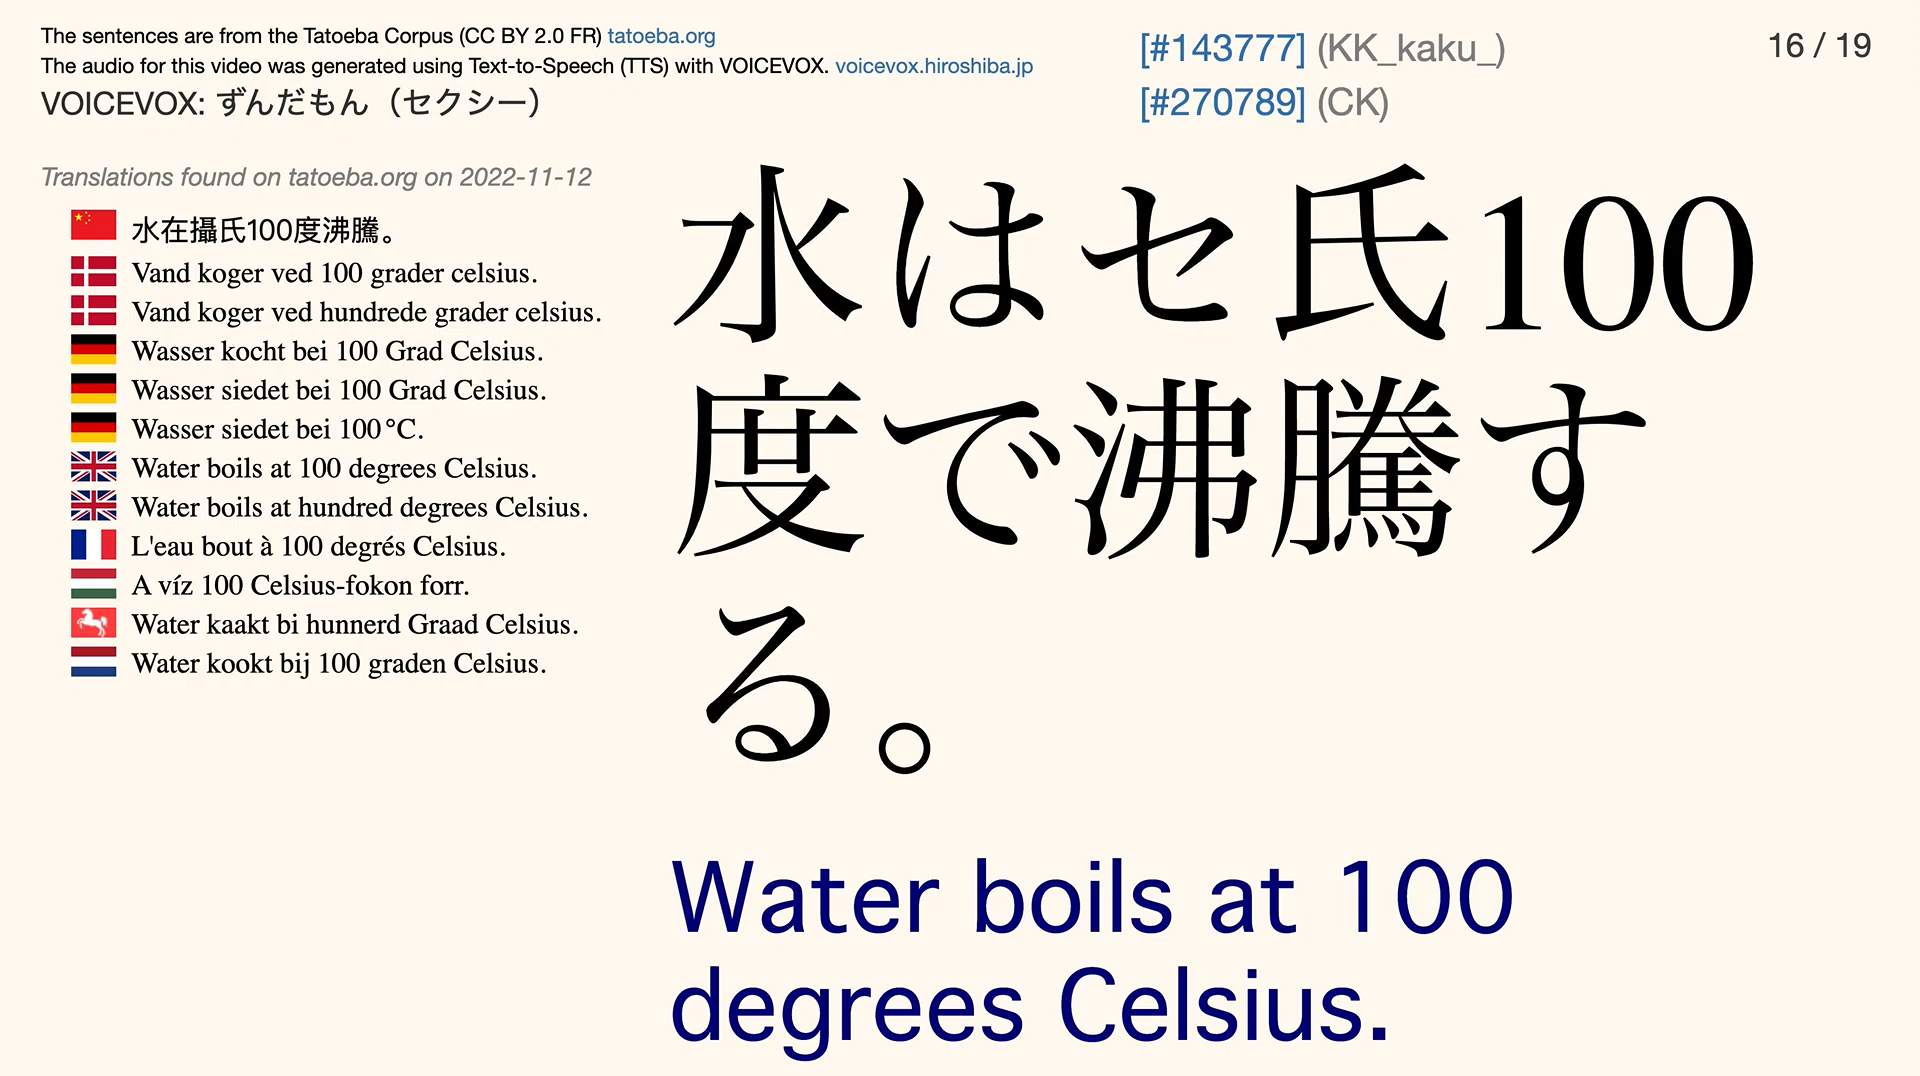 The sentences are from the Tatoeba Corpus (CC BY 2.0 FR) tatoeba.org
The audio for this video was generated using Text-to-Speech (TTS) with VOICEVOX. voicevox.hiroshiba.jp
VOICEVOX: ずんだもん（セクシー）
[#143777] (KK_kaku_)
[#270789] (CK)
16 / 19
Translations found on tatoeba.org on 2022-11-12
水在攝氏100度沸騰。
Vand koger ved 100 grader celsius.
Vand koger ved hundrede grader celsius.
Wasser kocht bei 100 Grad Celsius.
Wasser siedet bei 100 Grad Celsius.
Wasser siedet bei 100 °C.
Water boils at 100 degrees Celsius.
Water boils at hundred degrees Celsius.
L'eau bout à 100 degrés Celsius.
A víz 100 Celsius-fokon forr.
Water kaakt bi hunnerd Graad Celsius.
Water kookt bij 100 graden Celsius.
水はセ氏100
度で沸騰す
る。
Water boils at 100
degrees Celsius.